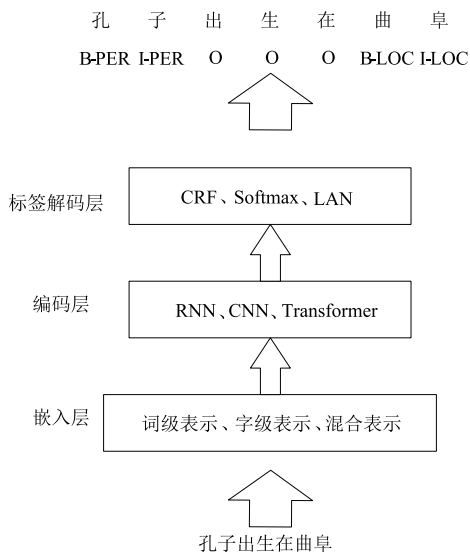 孔 子 出 生 在 曲 阜
B-PER I-PER O O O B-LOC I-LOC
标签解码层 CRF、Softmax、LAN
编码层 RNN、CNN、Transformer
嵌入层 词级表示、字级表示、混合表示
孔子出生在曲阜